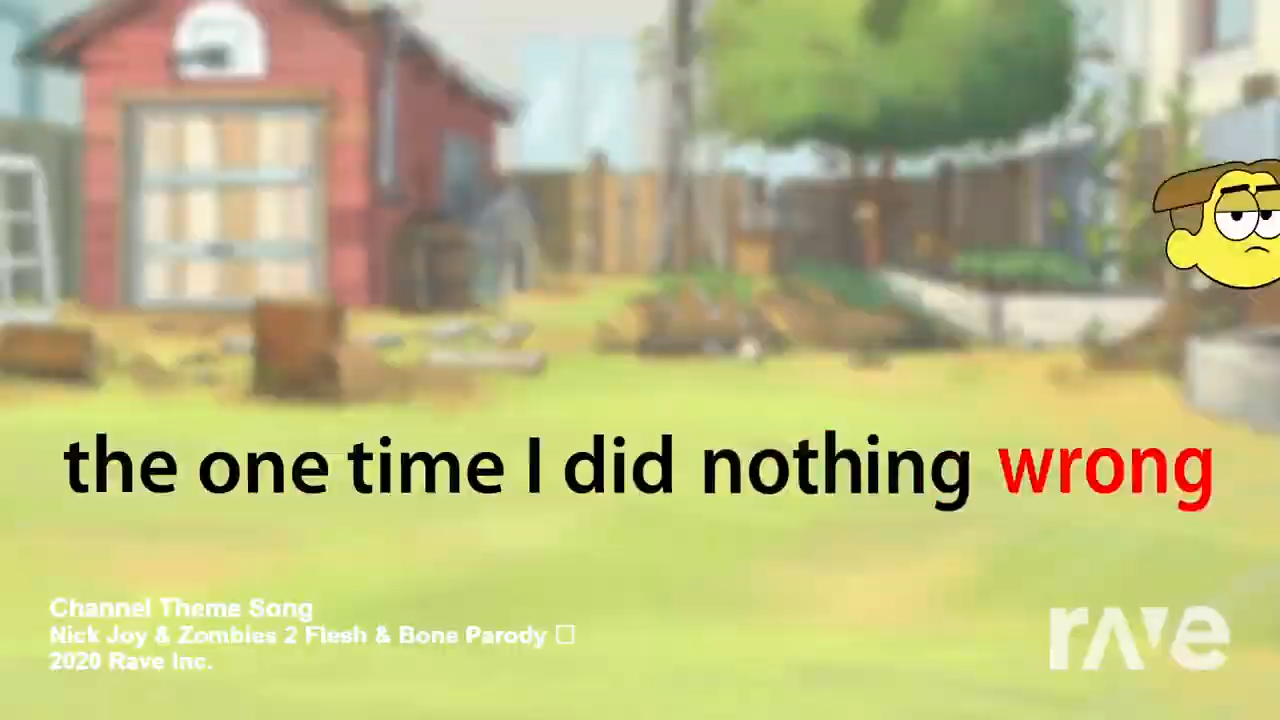 the one time I did nothing wrong
Channel Theme Song
Nick Joy & Zombies 2 Flesh & Bone Parody □
2020 Rave Inc.
rave